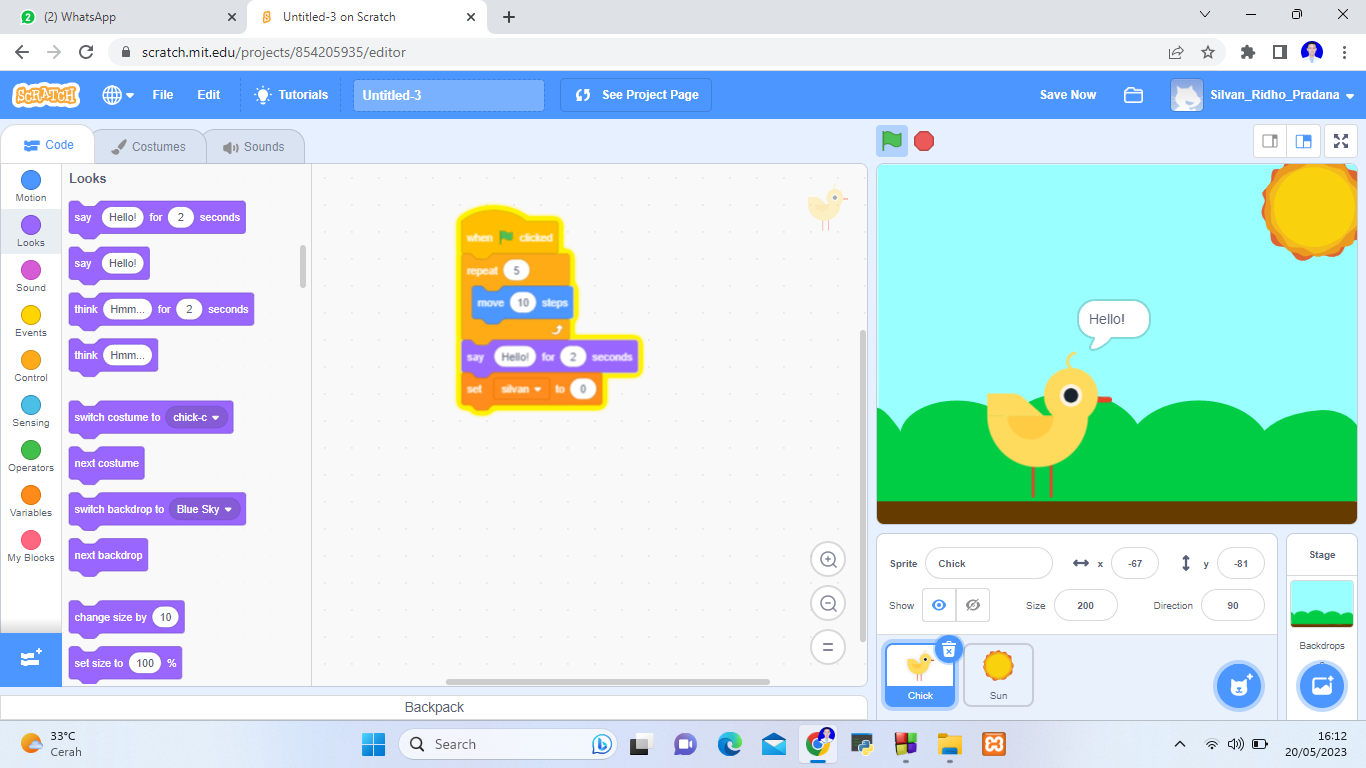 (2) WhatsApp
Untitled-3 on Scratch
scratch.mit.edu/projects/854205935/editor
SCRATCH
File
Edit
Tutorials
Untitled-3
See Project Page
Save Now
Silvan_Ridho_Pradana
Code
Costumes
Sounds
Motion
Looks
Sound
Events
Control
Sensing
Operators
Variables
My Blocks
Looks
say Hello! for 2 seconds
say Hello!
think Hmm... for 2 seconds
think Hmm...
switch costume to chick-c
next costume
switch backdrop to Blue Sky
next backdrop
change size by 10
set size to 100 %
when clicked
repeat 5
move 10 steps
say Hello! for 2 seconds
set silvan to 0
Backpack
Hello!
Sprite Chick x -67 y -81
Show Size 200 Direction 90
Chick
Sun
Stage
Backdrops
33°C
Cerah
Search
16:12
20/05/2023